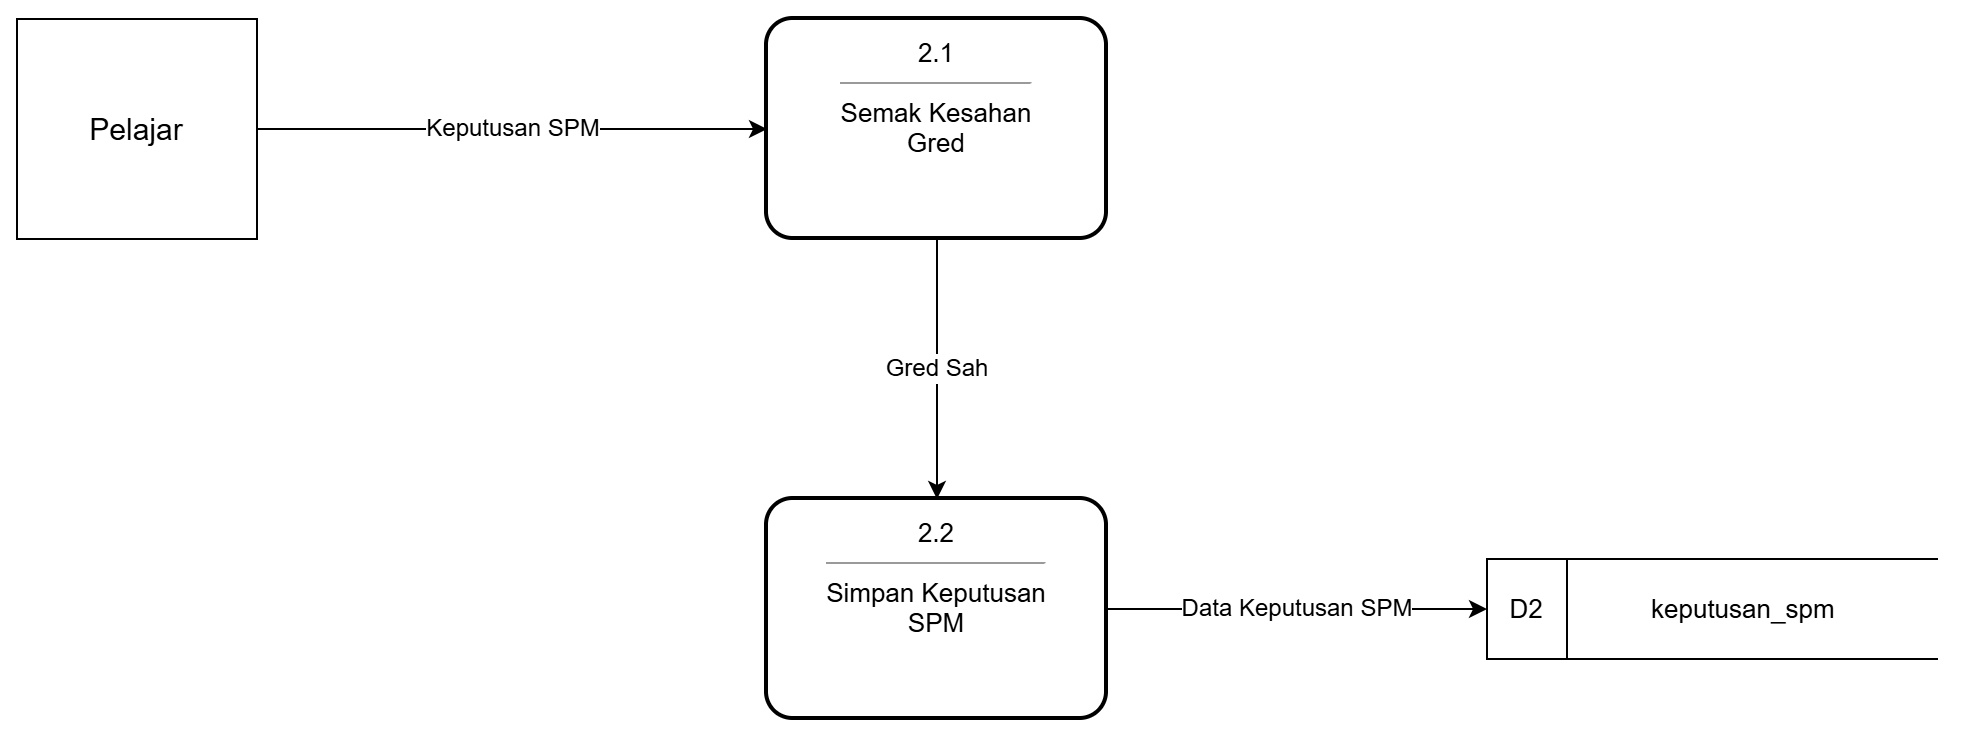 Pelajar
Keputusan SPM
2.1
Semak Kesahan
Gred
Gred Sah
2.2
Simpan Keputusan
SPM
Data Keputusan SPM
D2
keputusan_spm